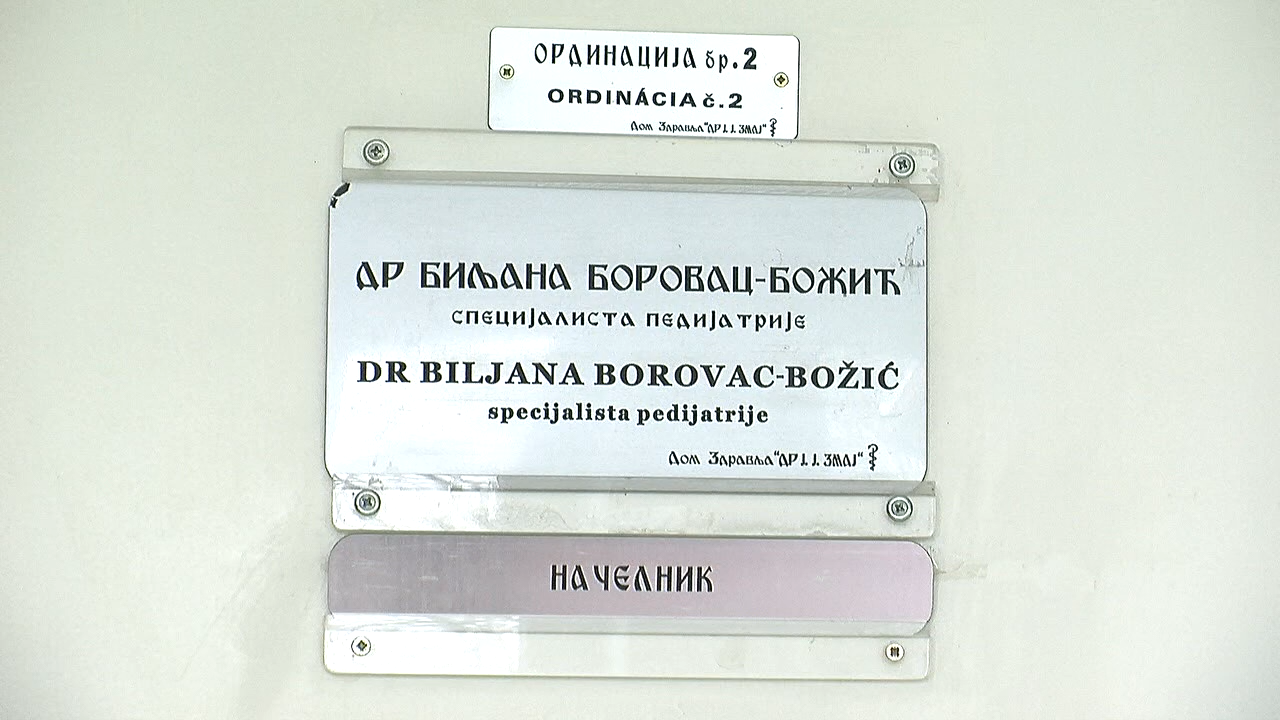 ОРДИНАЦИЈА бр.2
ORDINÁCIA č.2
Дом Здравља "ДР Ј.Ј. ЗМАЈ"
ДР БИЉАНА БОРОВАЦ-БОЖИЋ
СПЕЦИЈАЛИСТА ПЕДИЈАТРИЈЕ
DR BILJANA BOROVAC-BOŽIĆ
specijalista pedijatrije
Дом Здравља "ДР Ј.Ј. ЗМАЈ"
НАЧЕЛНИК